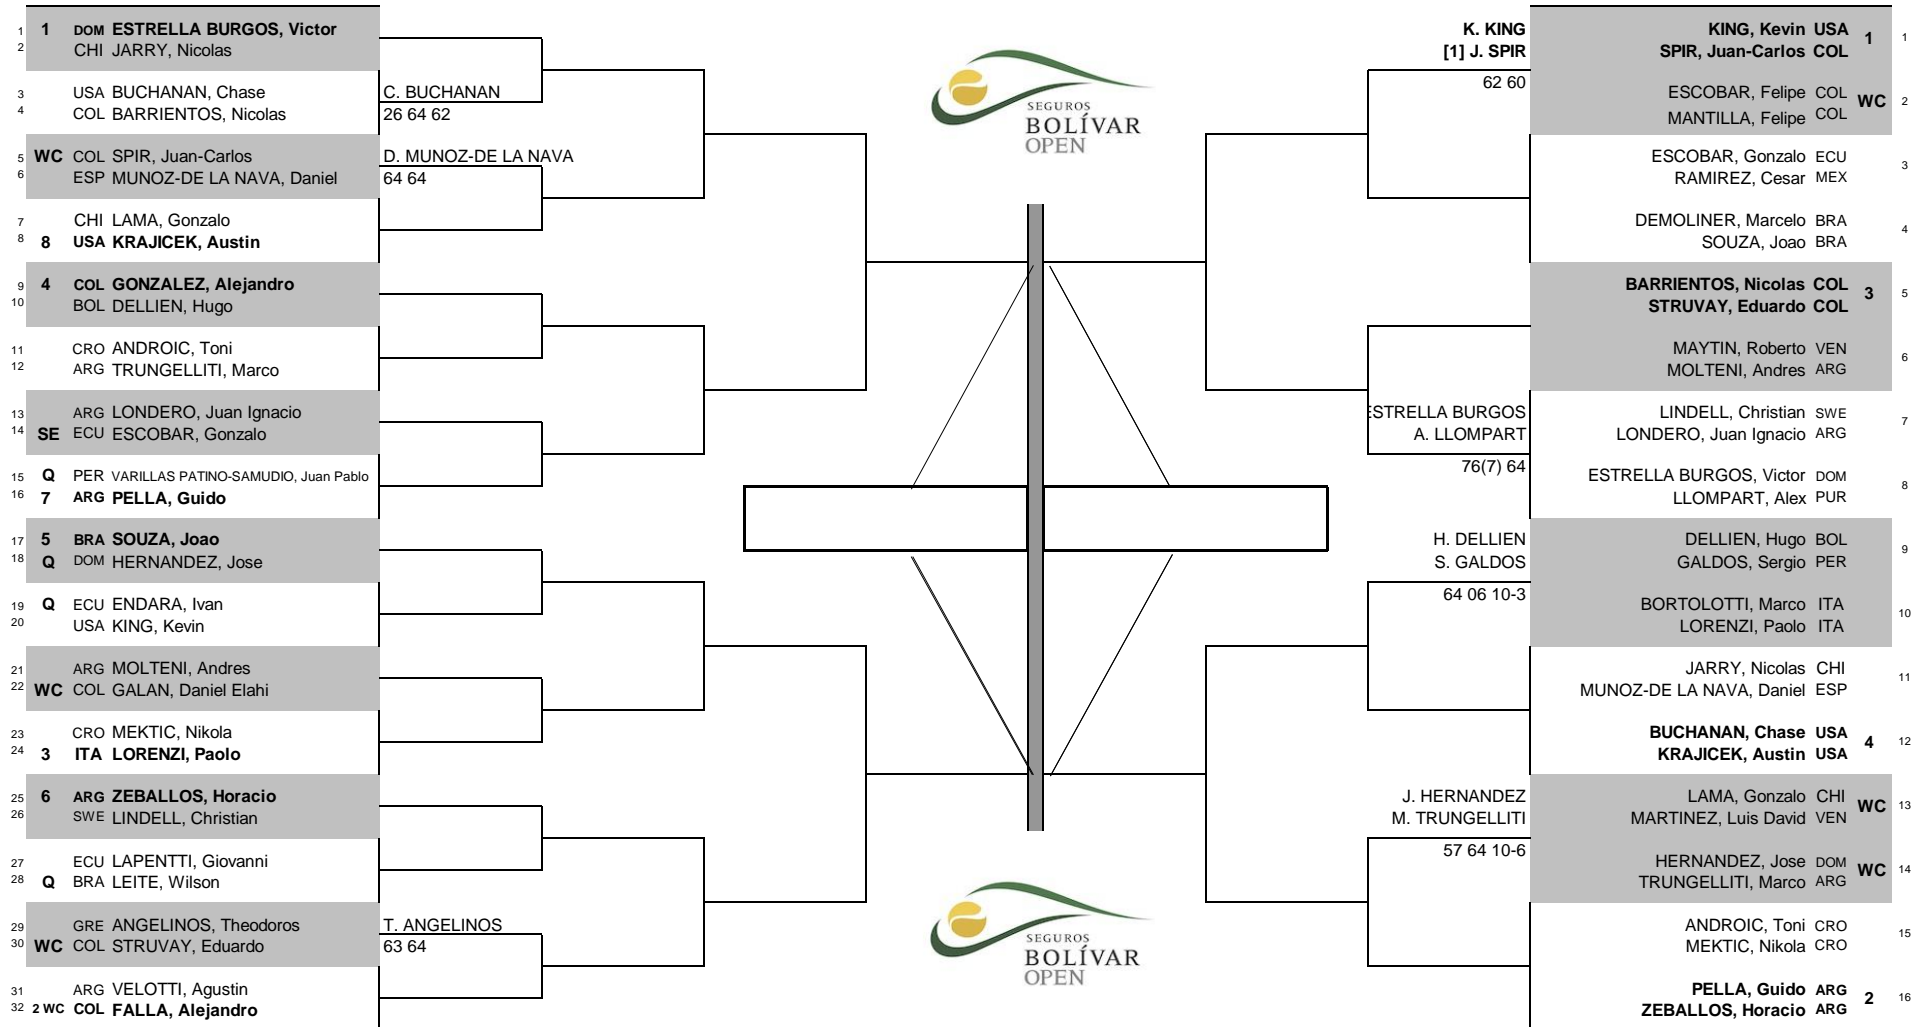 1 1 DOM ESTRELLA BURGOS, Victor
2 CHI JARRY, Nicolas
3 USA BUCHANAN, Chase
4 COL BARRIENTOS, Nicolas
C. BUCHANAN
26 64 62
5 WC COL SPIR, Juan-Carlos
6 ESP MUNOZ-DE LA NAVA, Daniel
D. MUNOZ-DE LA NAVA
64 64
7 CHI LAMA, Gonzalo
8 8 USA KRAJICEK, Austin
9 4 COL GONZALEZ, Alejandro
10 BOL DELLIEN, Hugo
11 CRO ANDROIC, Toni
12 ARG TRUNGELLITI, Marco
13 ARG LONDERO, Juan Ignacio
14 SE ECU ESCOBAR, Gonzalo
15 Q PER VARILLAS PATINO-SAMUDIO, Juan Pablo
16 7 ARG PELLA, Guido
17 5 BRA SOUZA, Joao
18 Q DOM HERNANDEZ, Jose
19 Q ECU ENDARA, Ivan
20 USA KING, Kevin
21 ARG MOLTENI, Andres
22 WC COL GALAN, Daniel Elahi
23 CRO MEKTIC, Nikola
24 3 ITA LORENZI, Paolo
25 6 ARG ZEBALLOS, Horacio
26 SWE LINDELL, Christian
27 ECU LAPENTTI, Giovanni
28 Q BRA LEITE, Wilson
29 GRE ANGELINOS, Theodoros
30 WC COL STRUVAY, Eduardo
T. ANGELINOS
63 64
31 ARG VELOTTI, Agustin
32 2 WC COL FALLA, Alejandro
SEGUROS
BOLÍVAR
OPEN
SEGUROS
BOLÍVAR
OPEN
K. KING
[1] J. SPIR
62 60
KING, Kevin USA 1 1
SPIR, Juan-Carlos COL
ESCOBAR, Felipe COL WC 2
MANTILLA, Felipe COL
ESCOBAR, Gonzalo ECU 3
RAMIREZ, Cesar MEX
DEMOLINER, Marcelo BRA 4
SOUZA, Joao BRA
BARRIENTOS, Nicolas COL 3 5
STRUVAY, Eduardo COL
MAYTIN, Roberto VEN 6
MOLTENI, Andres ARG
ESTRELLA BURGOS
A. LLOMPART
76(7) 64
LINDELL, Christian SWE 7
LONDERO, Juan Ignacio ARG
ESTRELLA BURGOS, Victor DOM 8
LLOMPART, Alex PUR
H. DELLIEN
S. GALDOS
64 06 10-3
DELLIEN, Hugo BOL 9
GALDOS, Sergio PER
BORTOLOTTI, Marco ITA 10
LORENZI, Paolo ITA
JARRY, Nicolas CHI 11
MUNOZ-DE LA NAVA, Daniel ESP
BUCHANAN, Chase USA 4 12
KRAJICEK, Austin USA
J. HERNANDEZ
M. TRUNGELLITI
57 64 10-6
LAMA, Gonzalo CHI WC 13
MARTINEZ, Luis David VEN
HERNANDEZ, Jose DOM WC 14
TRUNGELLITI, Marco ARG
ANDROIC, Toni CRO 15
MEKTIC, Nikola CRO
PELLA, Guido ARG 2 16
ZEBALLOS, Horacio ARG